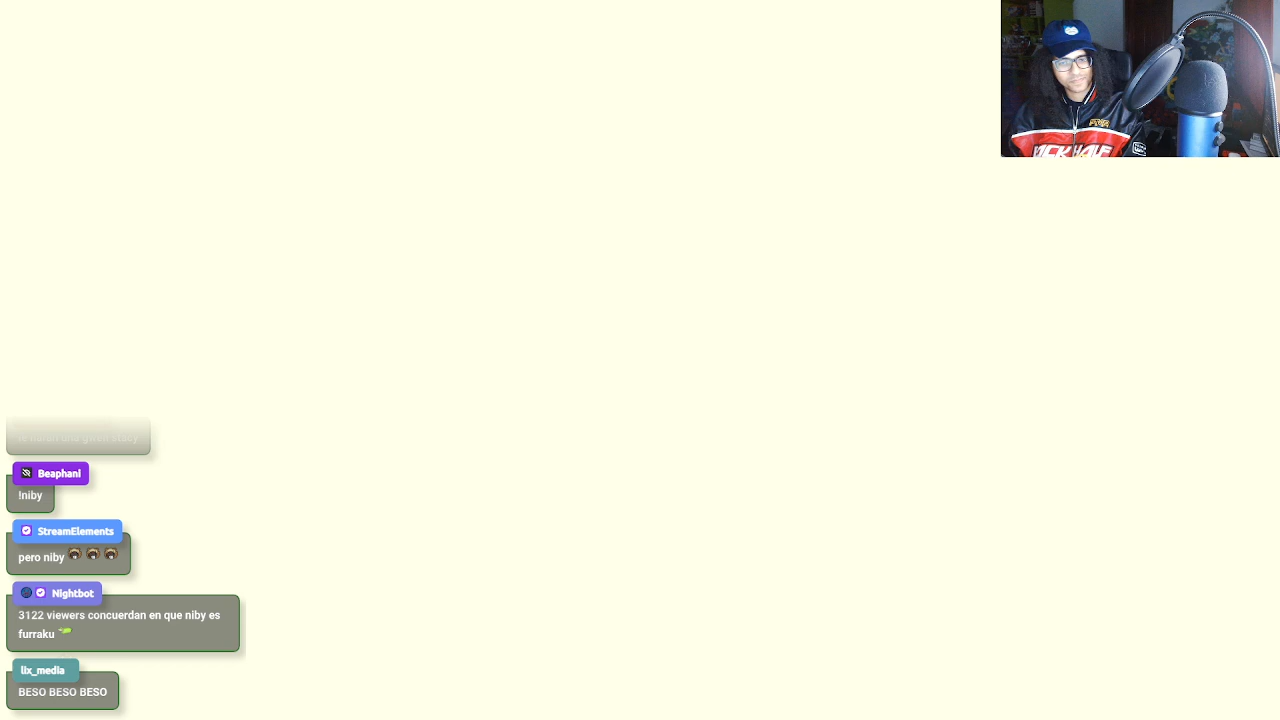 Beaphani
!niby
StreamElements
pero niby
Nightbot
3122 viewers concuerdan en que niby es
furraku
lix_media
BESO BESO BESO